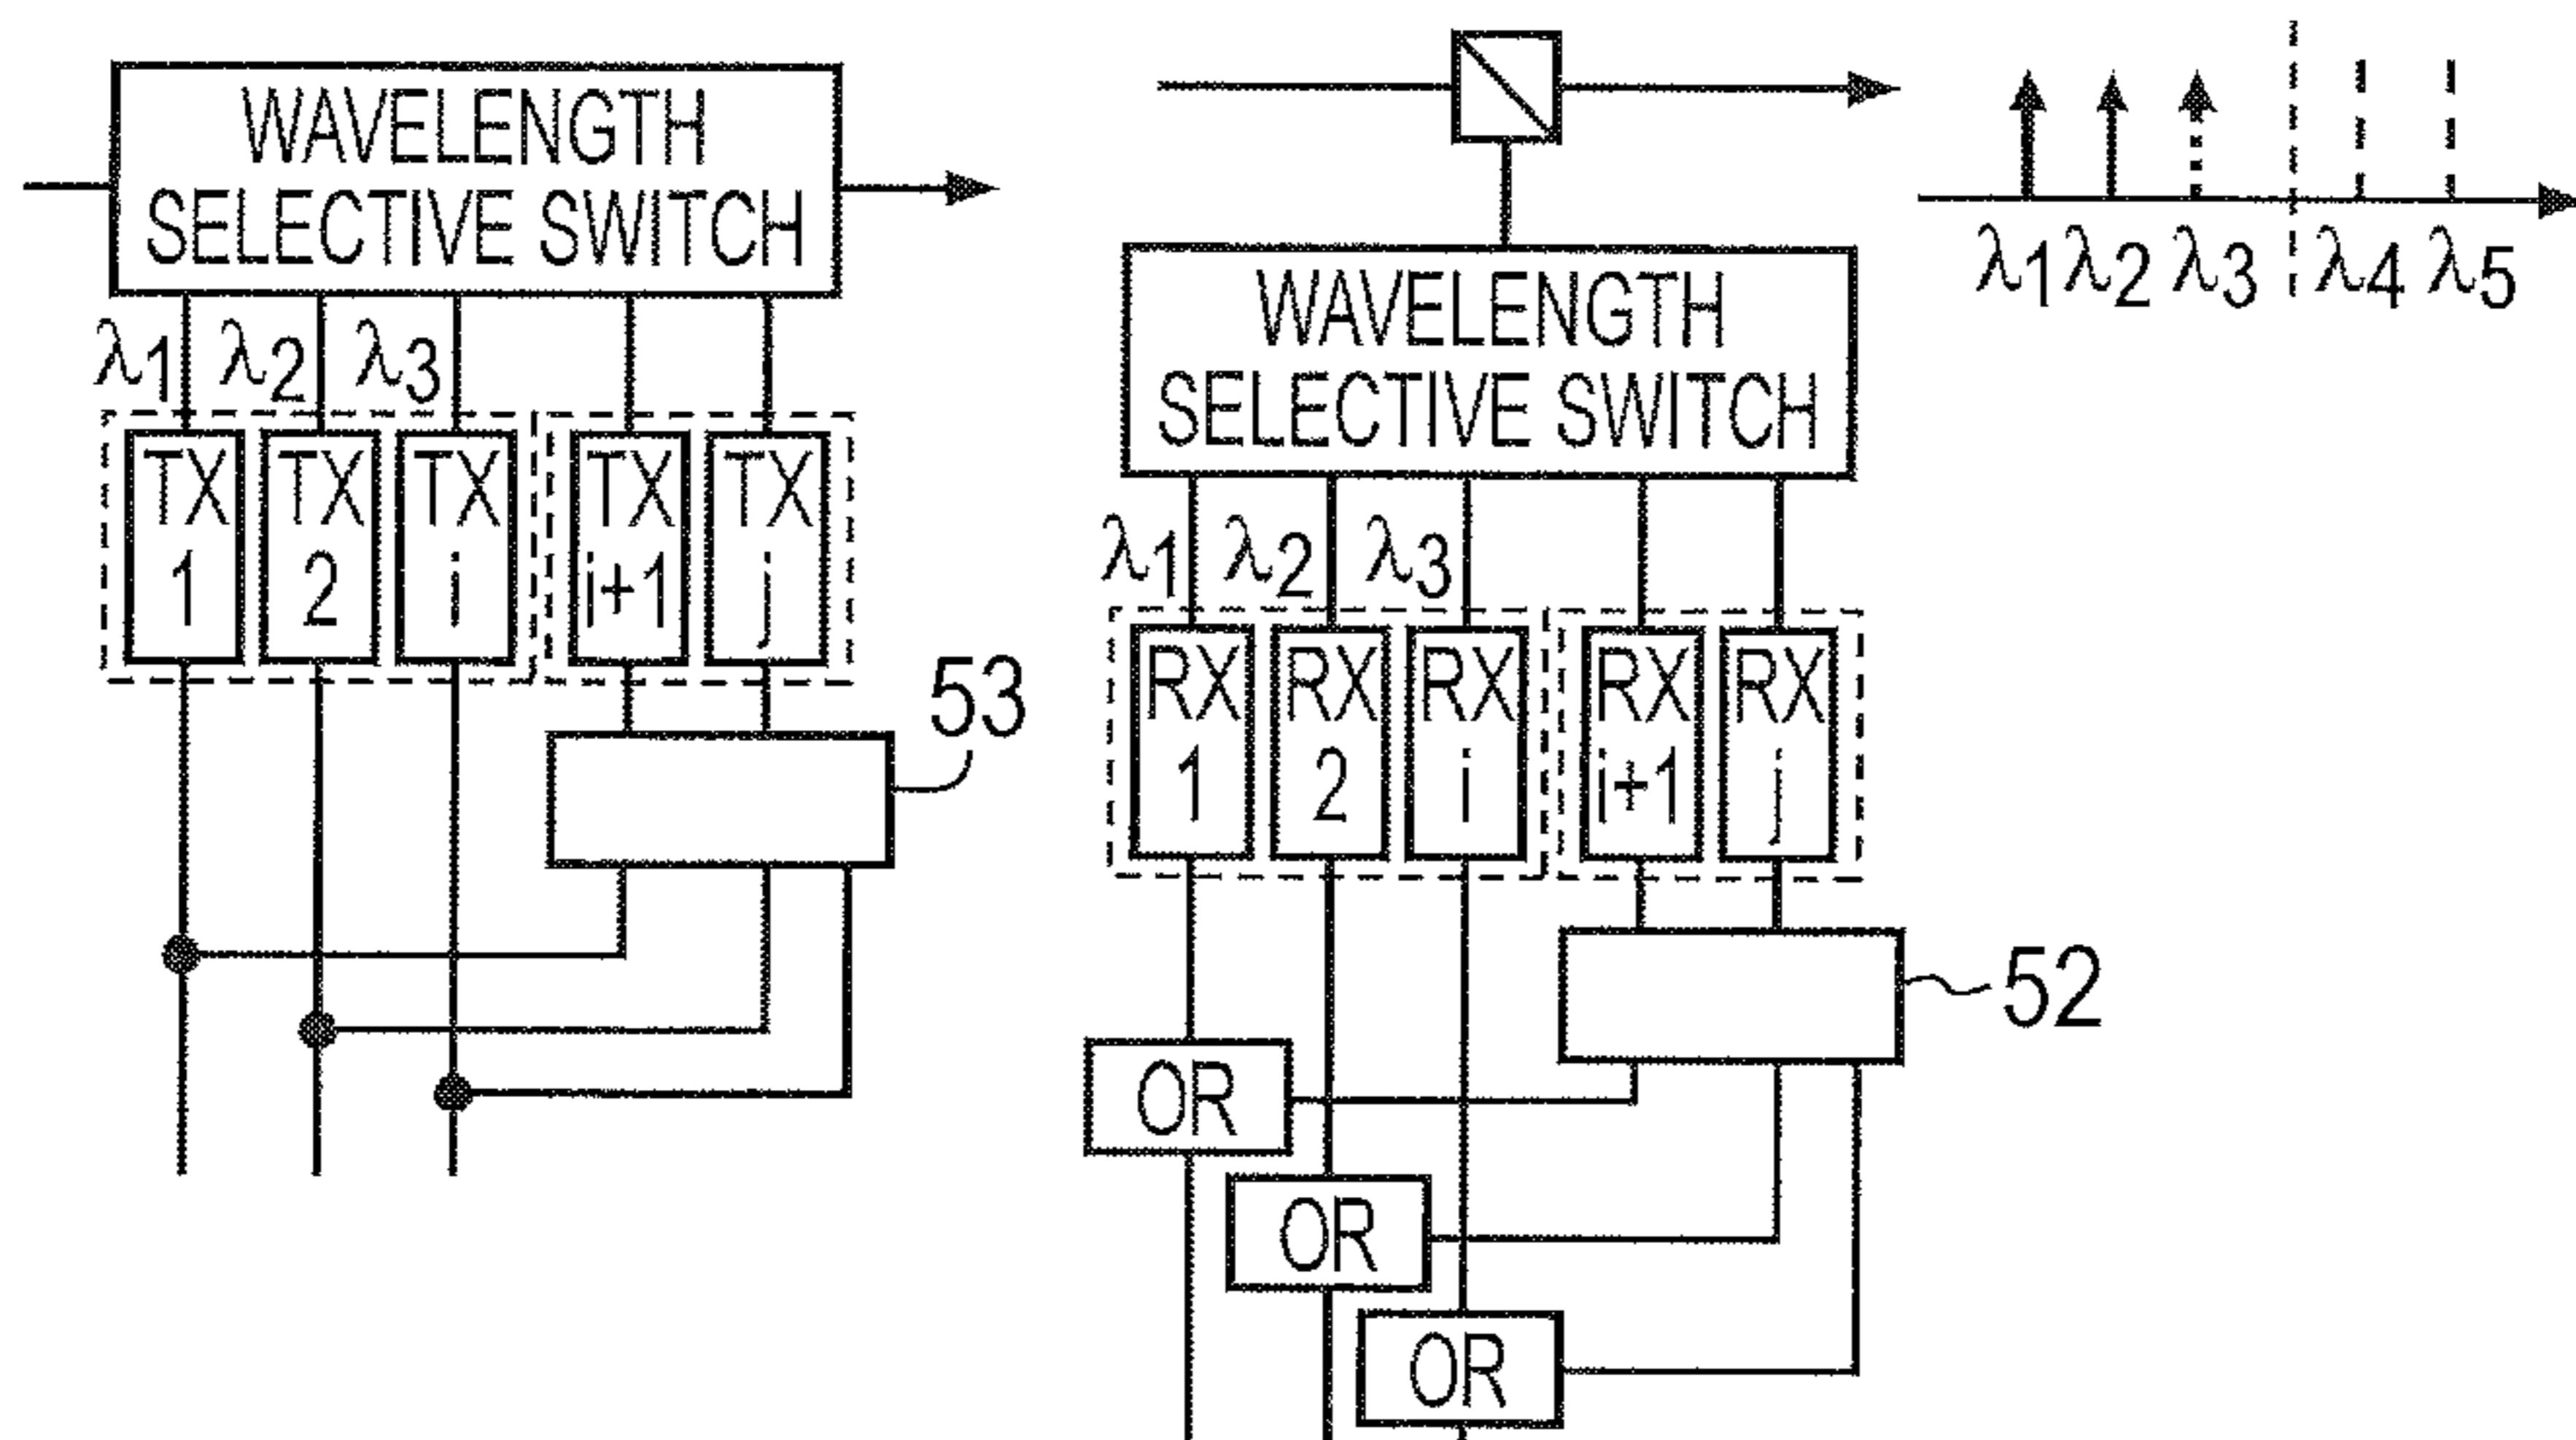 WAVELENGTH
SELECTIVE SWITCH
λ1 λ2 λ3
TX 1
TX 2
TX i
TX i+1
TX j
53
WAVELENGTH
SELECTIVE SWITCH
λ1 λ2 λ3
RX 1
RX 2
RX i
RX i+1
RX j
52
OR
OR
OR
λ1 λ2 λ3 λ4 λ5